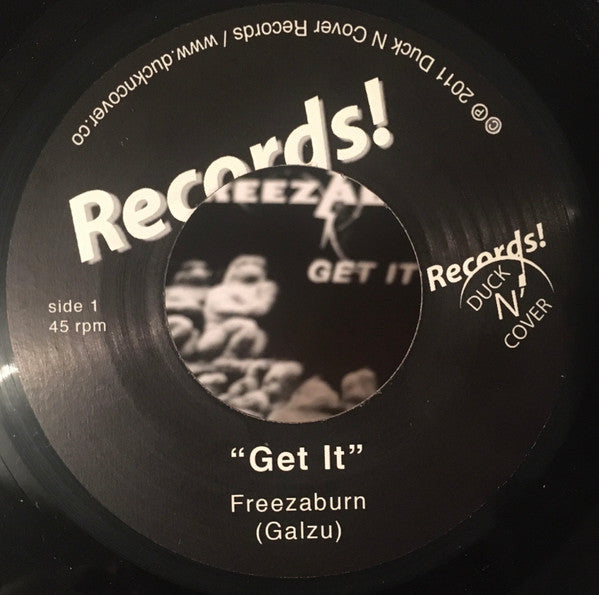 ℗© 2011 Duck N Cover Records / www.duckncover.co
Records!
GET IT
Records!
DUCK
N'
COVER
side 1
45 rpm
“Get It”
Freezaburn
(Galzu)